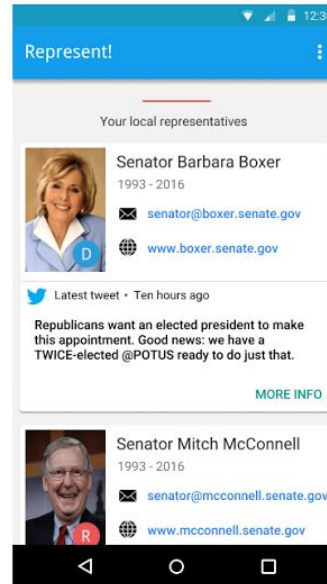 12:30
Represent!
Your local representatives
Senator Barbara Boxer
1993 - 2016
senator@boxer.senate.gov
www.boxer.senate.gov
D
Latest tweet • Ten hours ago
Republicans want an elected president to make
this appointment. Good news: we have a
TWICE-elected @POTUS ready to do just that.
MORE INFO
Senator Mitch McConnell
1993 - 2016
senator@mcconnell.senate.gov
www.mcconnell.senate.gov
R